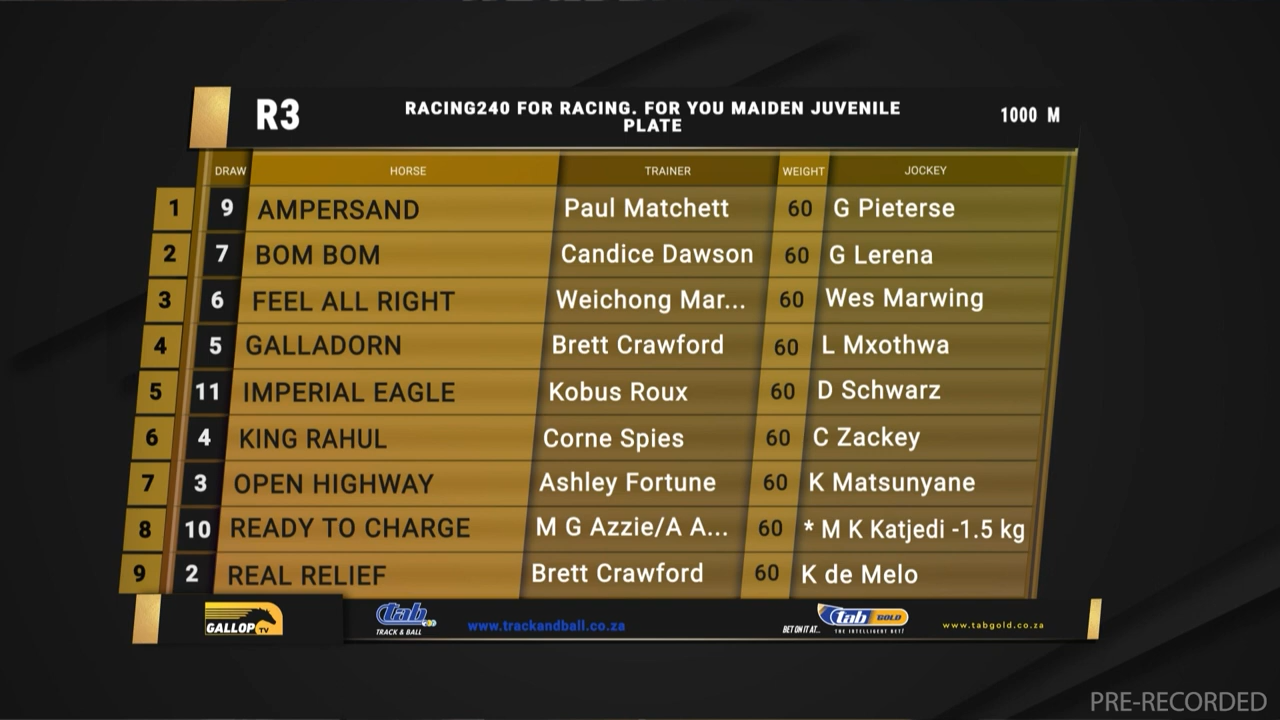 R3
RACING240 FOR RACING. FOR YOU MAIDEN JUVENILE
PLATE
1000 M
DRAW HORSE TRAINER WEIGHT JOCKEY
1 9 AMPERSAND Paul Matchett 60 G Pieterse
2 7 BOM BOM Candice Dawson 60 G Lerena
3 6 FEEL ALL RIGHT Weichong Mar... 60 Wes Marwing
4 5 GALLADORN Brett Crawford 60 L Mxothwa
5 11 IMPERIAL EAGLE Kobus Roux 60 D Schwarz
6 4 KING RAHUL Corne Spies 60 C Zackey
7 3 OPEN HIGHWAY Ashley Fortune 60 K Matsunyane
8 10 READY TO CHARGE M G Azzie/A A... 60 * M K Katjedi -1.5 kg
9 2 REAL RELIEF Brett Crawford 60 K de Melo
GALLOP TV
tab
TRACK & BALL
www.trackandball.co.za
BET ON IT AT...
tab GOLD
THE INTELLIGENT BET!
www.tabgold.co.za
PRE-RECORDED